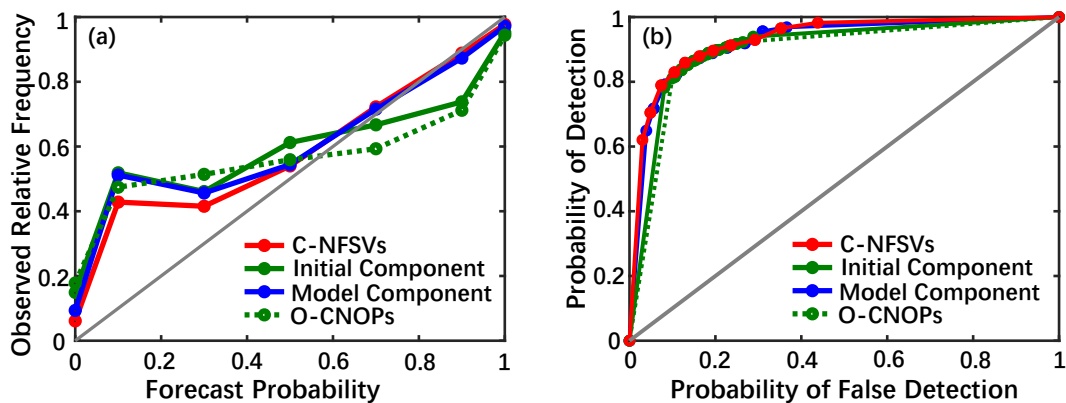 (a)
Observed Relative Frequency
1
0.8
0.6
0.4
0.2
0
C-NFSVs
Initial Component
Model Component
O-CNOPs
0 0.2 0.4 0.6 0.8 1
Forecast Probability
(b)
Probability of Detection
1
0.8
0.6
0.4
0.2
0
C-NFSVs
Initial Component
Model Component
O-CNOPs
0 0.2 0.4 0.6 0.8 1
Probability of False Detection